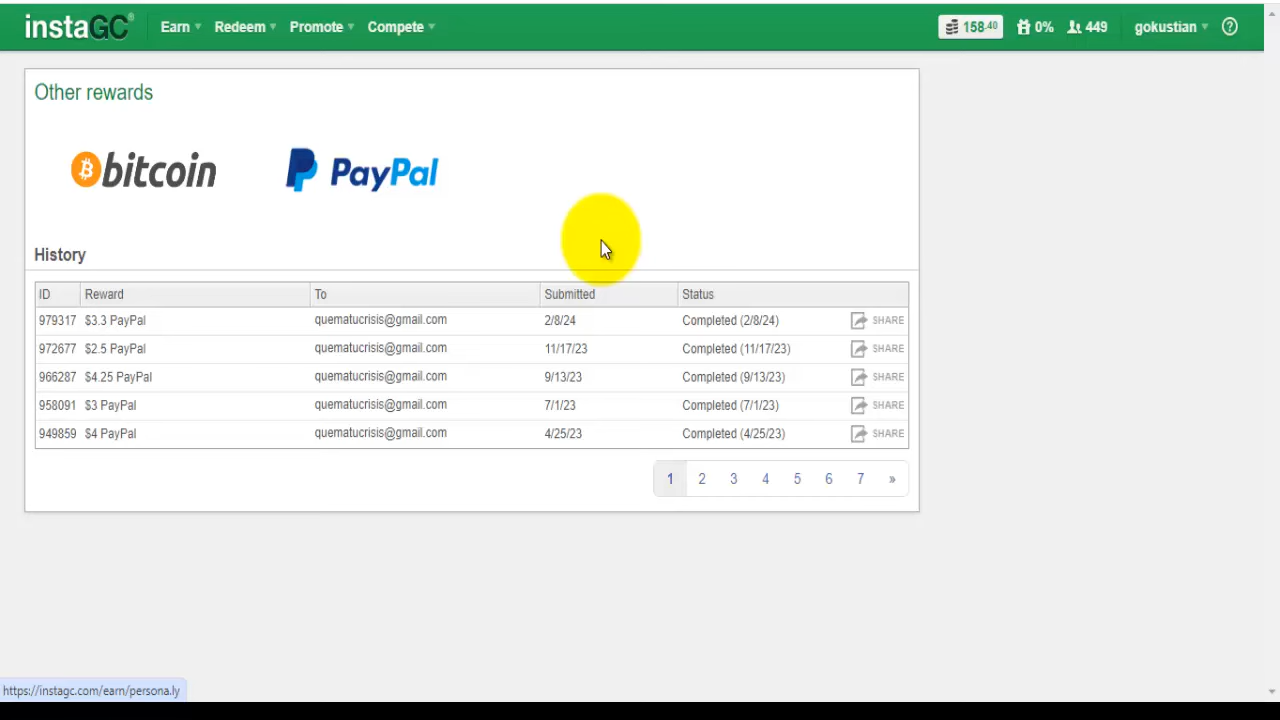 instaGC® Earn Redeem Promote Compete 158.40 0% 449 gokustian ?
Other rewards
bitcoin PayPal
History
ID Reward To Submitted Status
979317 $3.3 PayPal quematucrisis@gmail.com 2/8/24 Completed (2/8/24) SHARE
972677 $2.5 PayPal quematucrisis@gmail.com 11/17/23 Completed (11/17/23) SHARE
966287 $4.25 PayPal quematucrisis@gmail.com 9/13/23 Completed (9/13/23) SHARE
958091 $3 PayPal quematucrisis@gmail.com 7/1/23 Completed (7/1/23) SHARE
949859 $4 PayPal quematucrisis@gmail.com 4/25/23 Completed (4/25/23) SHARE
1 2 3 4 5 6 7 »
https://instagc.com/earn/persona.ly